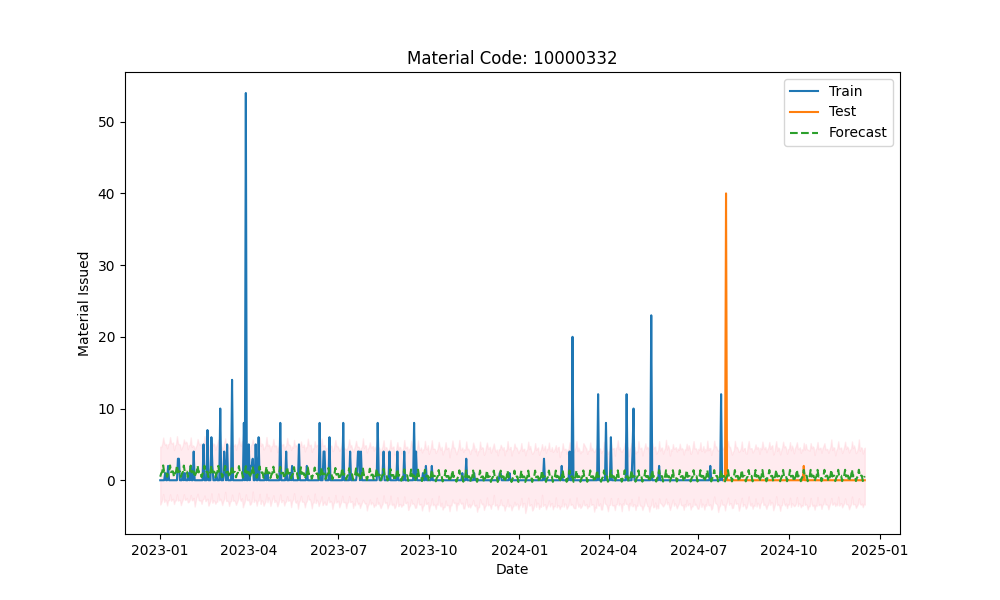 Material Code: 10000332
Train
Test
Forecast
50
40
30
20
10
0
Material Issued
2023-01 2023-04 2023-07 2023-10 2024-01 2024-04 2024-07 2024-10 2025-01
Date